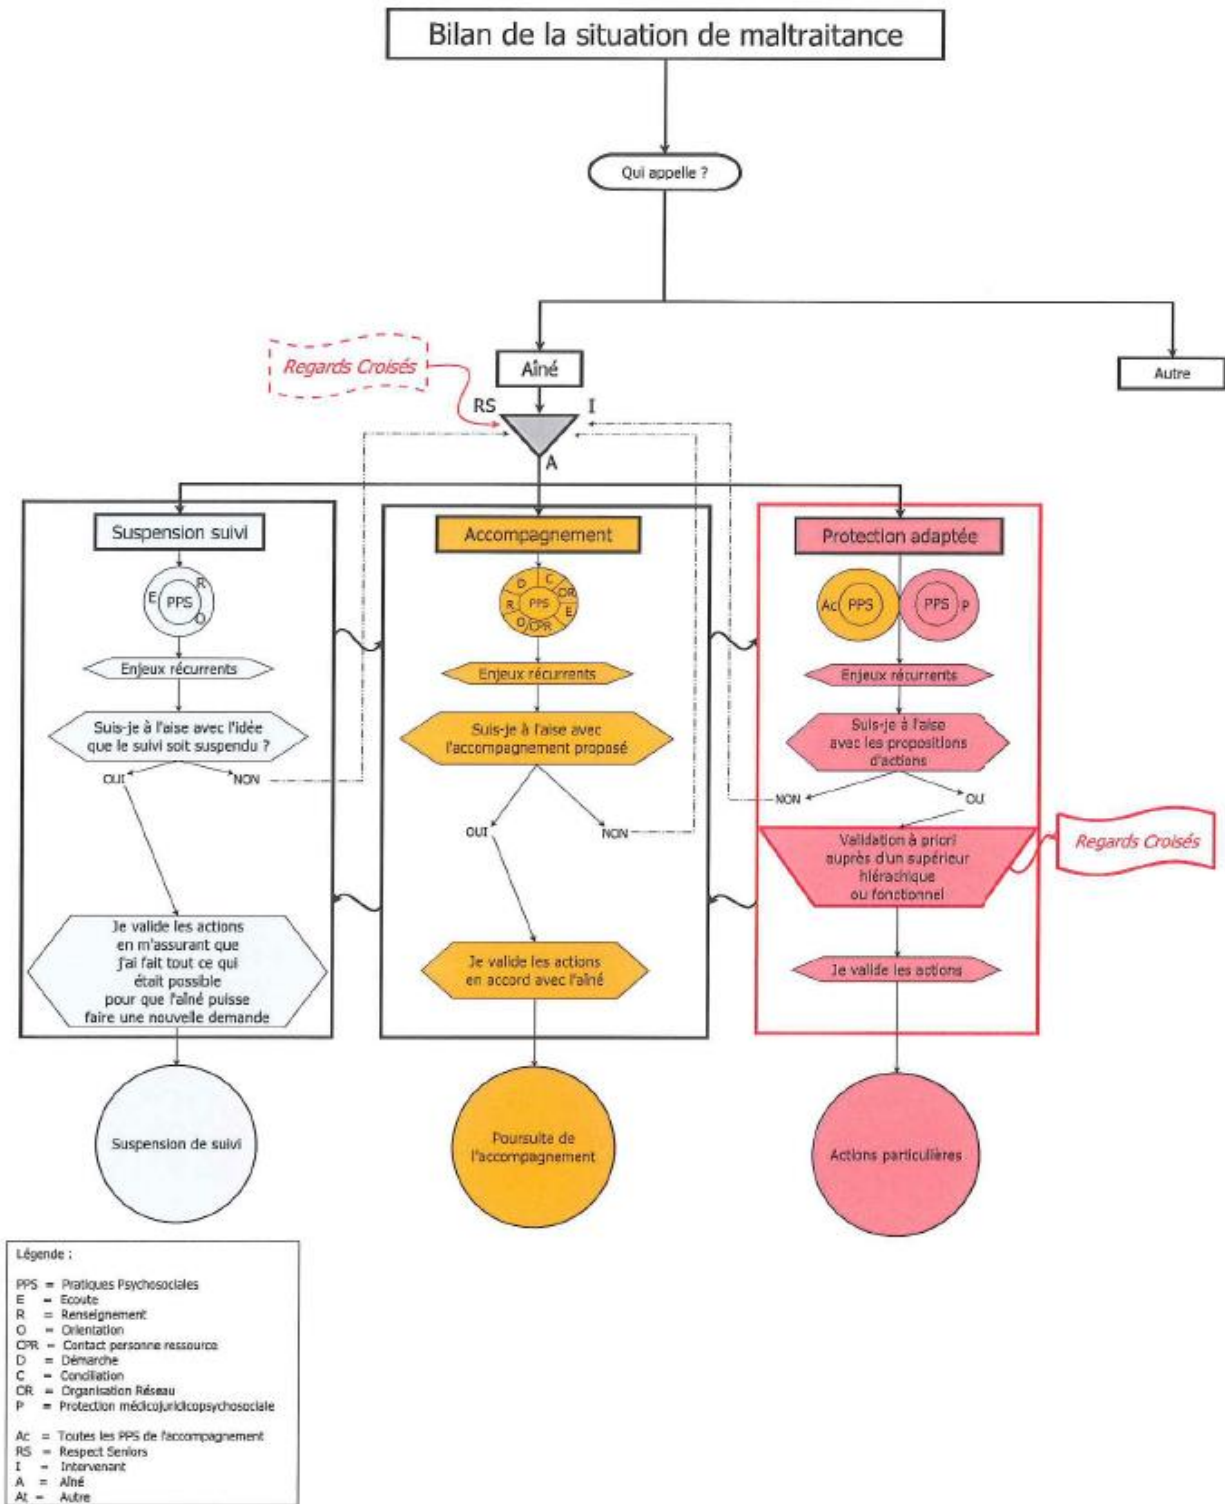 Bilan de la situation de maltraitance
Qui appelle ?
Regards Croisés
Aîné
Autre
RS
I
A
Suspension suivi
Accompagnement
Protection adaptée
E
PPS
R
O
D
C
OR
R
PPS
E
O
CPR
Ac
PPS
PPS
P
Enjeux récurrents
Enjeux récurrents
Enjeux récurrents
Suis-je à l'aise avec l'idée
que le suivi soit suspendu ?
Suis-je à l'aise avec
l'accompagnement proposé
Suis-je à l'aise
avec les propositions
d'actions
OUI
NON
OUI
NON
NON
OUI
Validation à priori
auprès d'un supérieur
hiérachique
ou fonctionnel
Regards Croisés
Je valide les actions
en m'assurant que
j'ai fait tout ce qui
était possible
pour que l'aîné puisse
faire une nouvelle demande
Je valide les actions
en accord avec l'aîné
Je valide les actions
Suspension de suivi
Poursuite de
l'accompagnement
Actions particulières
Légende :
PPS = Pratiques Psychosociales
E = Ecoute
R = Renseignement
O = Orientation
CPR = Contact personne ressource
D = Démarche
C = Conciliation
OR = Organisation Réseau
P = Protection médicojuridicopsychosociale
Ac = Toutes les PPS de l'accompagnement
RS = Respect Seniors
I = Intervenant
A = Aîné
At = Autre